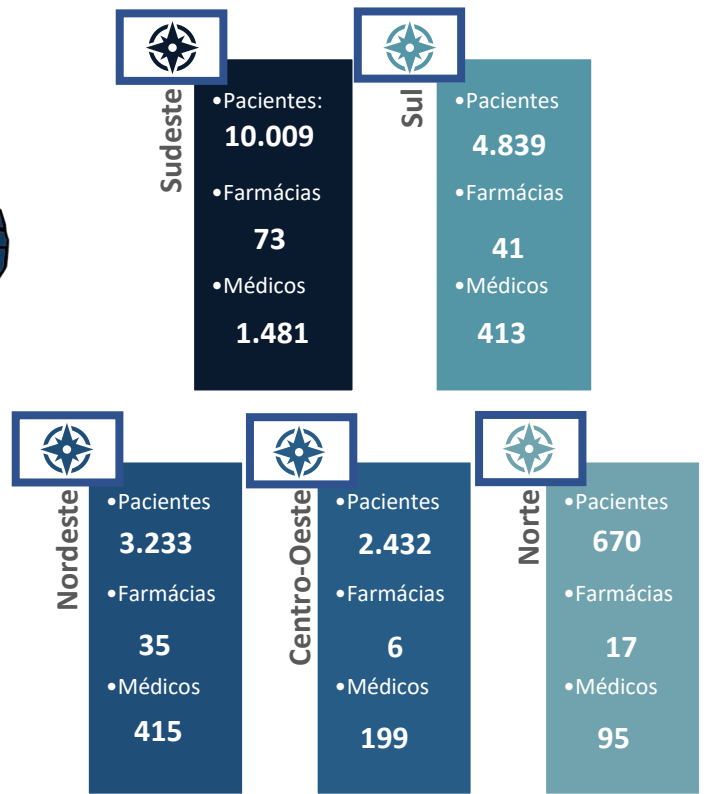 Sudeste
•Pacientes:
10.009
•Farmácias
73
•Médicos
1.481
Sul
•Pacientes
4.839
•Farmácias
41
•Médicos
413
Nordeste
•Pacientes
3.233
•Farmácias
35
•Médicos
415
Centro-Oeste
•Pacientes
2.432
•Farmácias
6
•Médicos
199
Norte
•Pacientes
670
•Farmácias
17
•Médicos
95